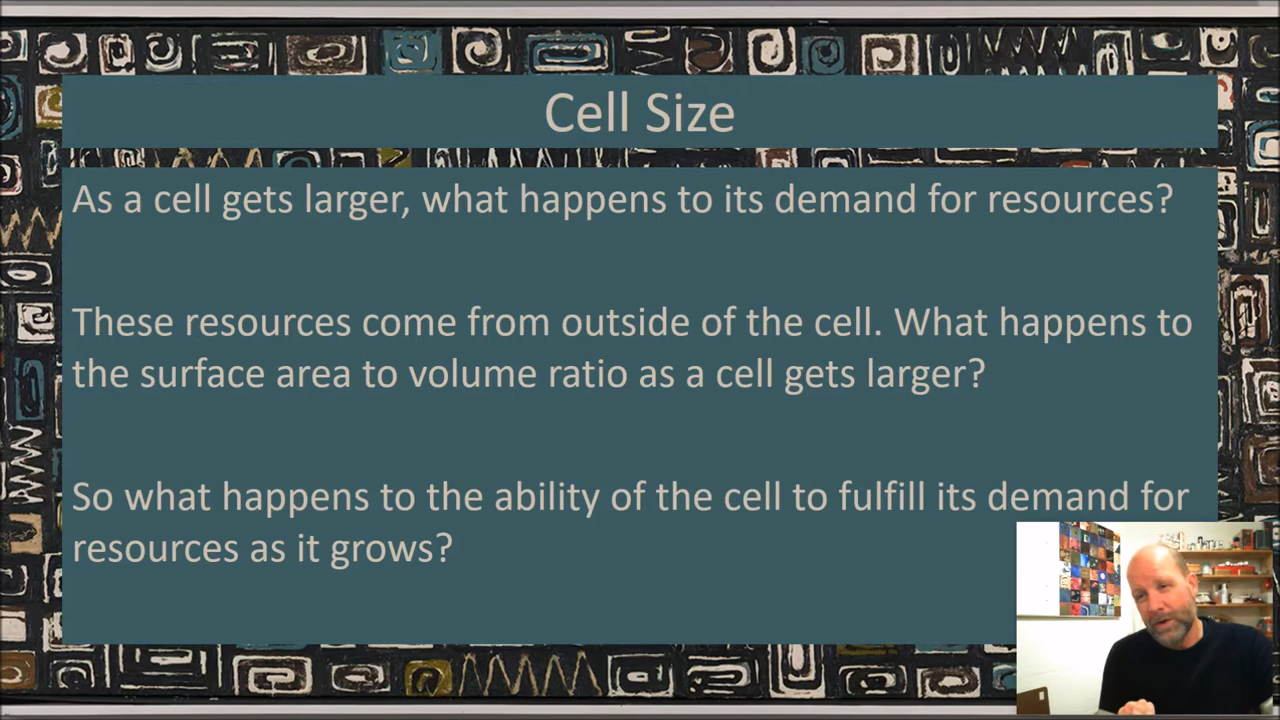 Cell Size
As a cell gets larger, what happens to its demand for resources?
These resources come from outside of the cell. What happens to
the surface area to volume ratio as a cell gets larger?
So what happens to the ability of the cell to fulfill its demand for
resources as it grows?